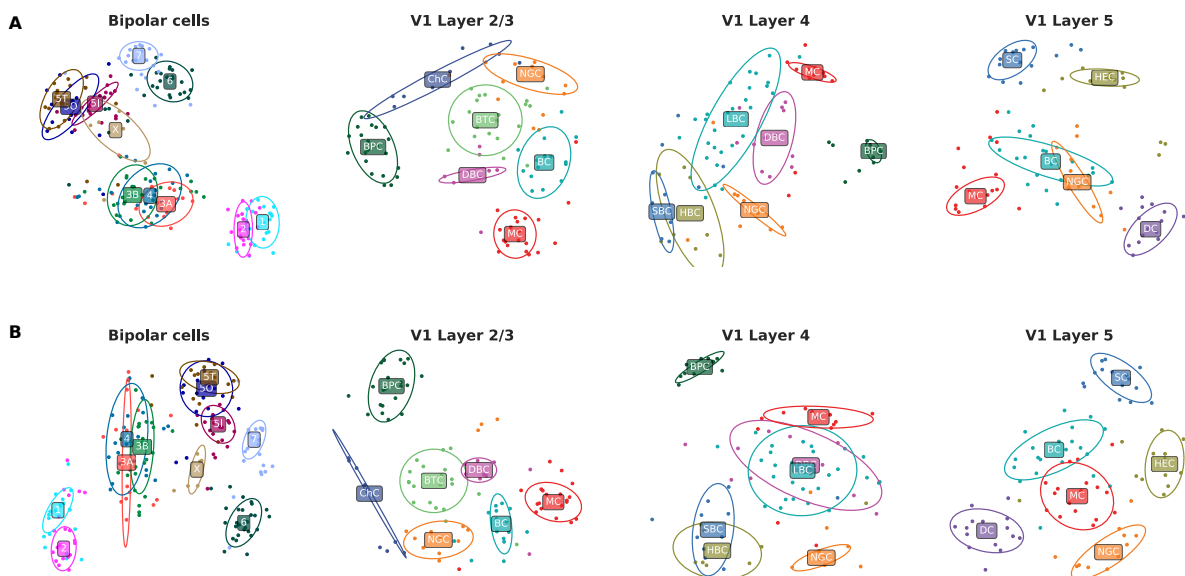 A
Bipolar cells
V1 Layer 2/3
V1 Layer 4
V1 Layer 5
7
6
5T
5I
X
3B
4
3A
2
1
ChC
NGC
BTC
BPC
BC
DBC
MC
MC
LBC
DBC
BPC
SBC
HBC
NGC
SC
HEC
BC
NGC
MC
DC
B
Bipolar cells
V1 Layer 2/3
V1 Layer 4
V1 Layer 5
5T
5O
5I
7
3B
3A
X
1
6
2
BPC
DBC
BTC
ChC
MC
BC
NGC
BPC
MC
LBC
SBC
HBC
NGC
SC
BC
HEC
MC
DC
NGC